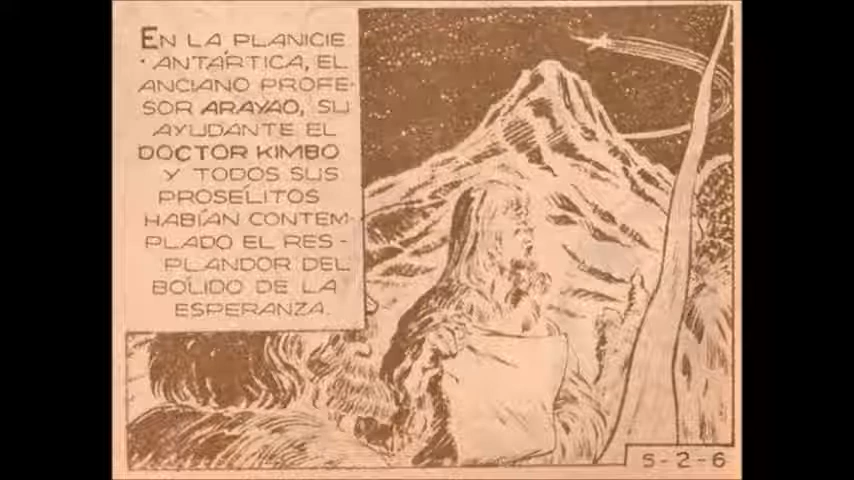 EN LA PLANICIE
ANTÁRTICA, EL
ANCIANO PROFE-
SOR ARAYAO, SU
AYUDANTE EL
DOCTOR KIMBO
Y TODOS SUS
PROSÉLITOS
HABÍAN CONTEM-
PLADO EL RES-
PLANDOR DEL
BÓLIDO DE LA
ESPERANZA.
S-2-6